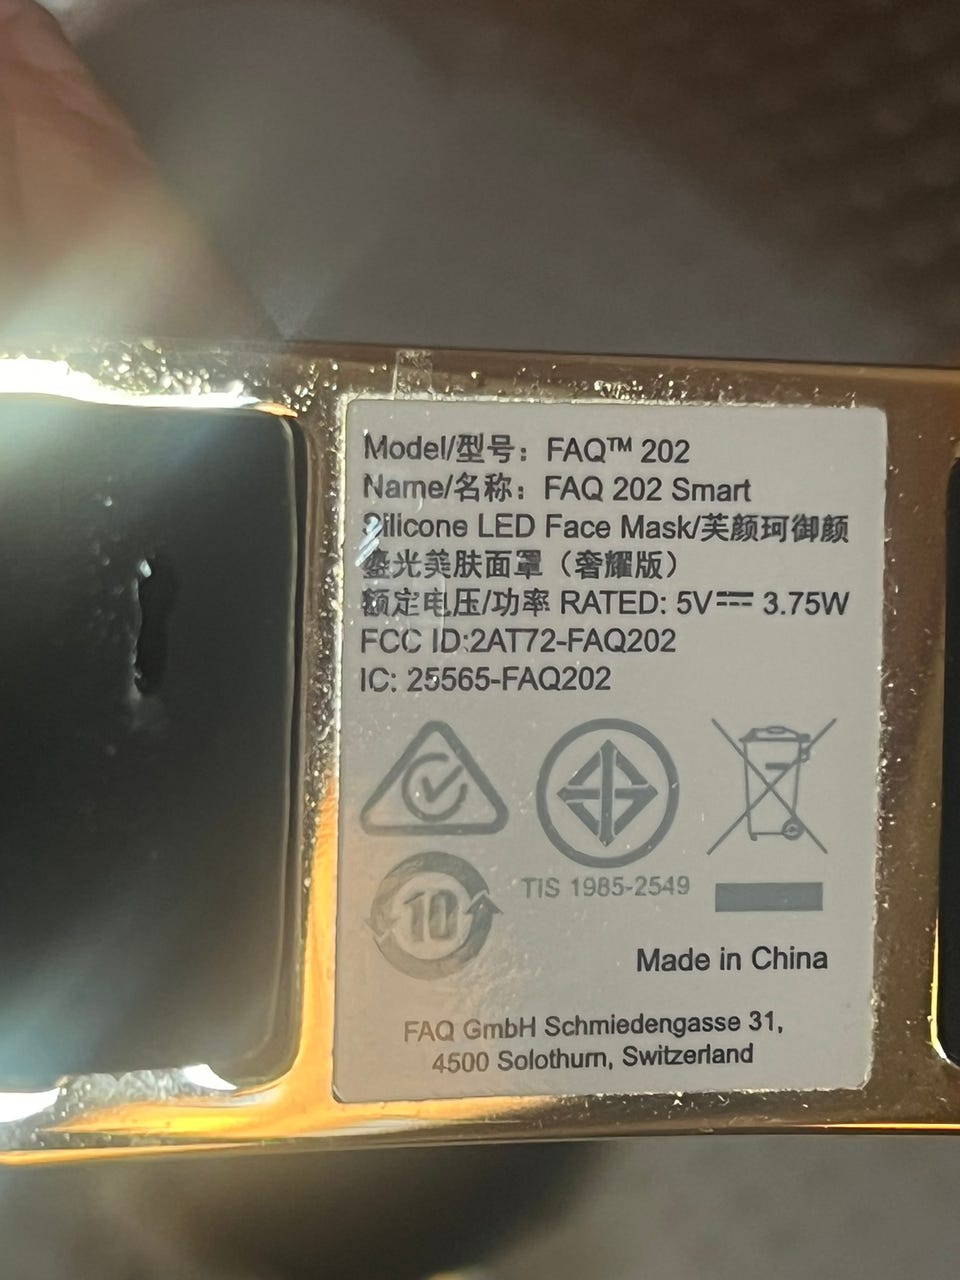 Model/型号：FAQ™ 202
Name/名称：FAQ 202 Smart
Silicone LED Face Mask/芙颜珂御颜
鎏光美肤面罩（奢耀版）
额定电压/功率 RATED: 5V⎓ 3.75W
FCC ID:2AT72-FAQ202
IC: 25565-FAQ202
10
TIS 1985-2549
Made in China
FAQ GmbH Schmiedengasse 31,
4500 Solothurn, Switzerland